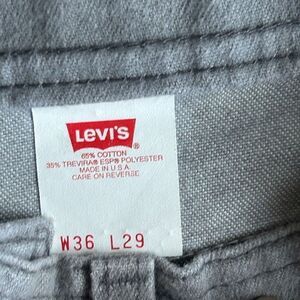 Levi's®
65% COTTON
35% TREVIRA® ESP® POLYESTER
MADE IN U S A
CARE ON REVERSE
W36 L29